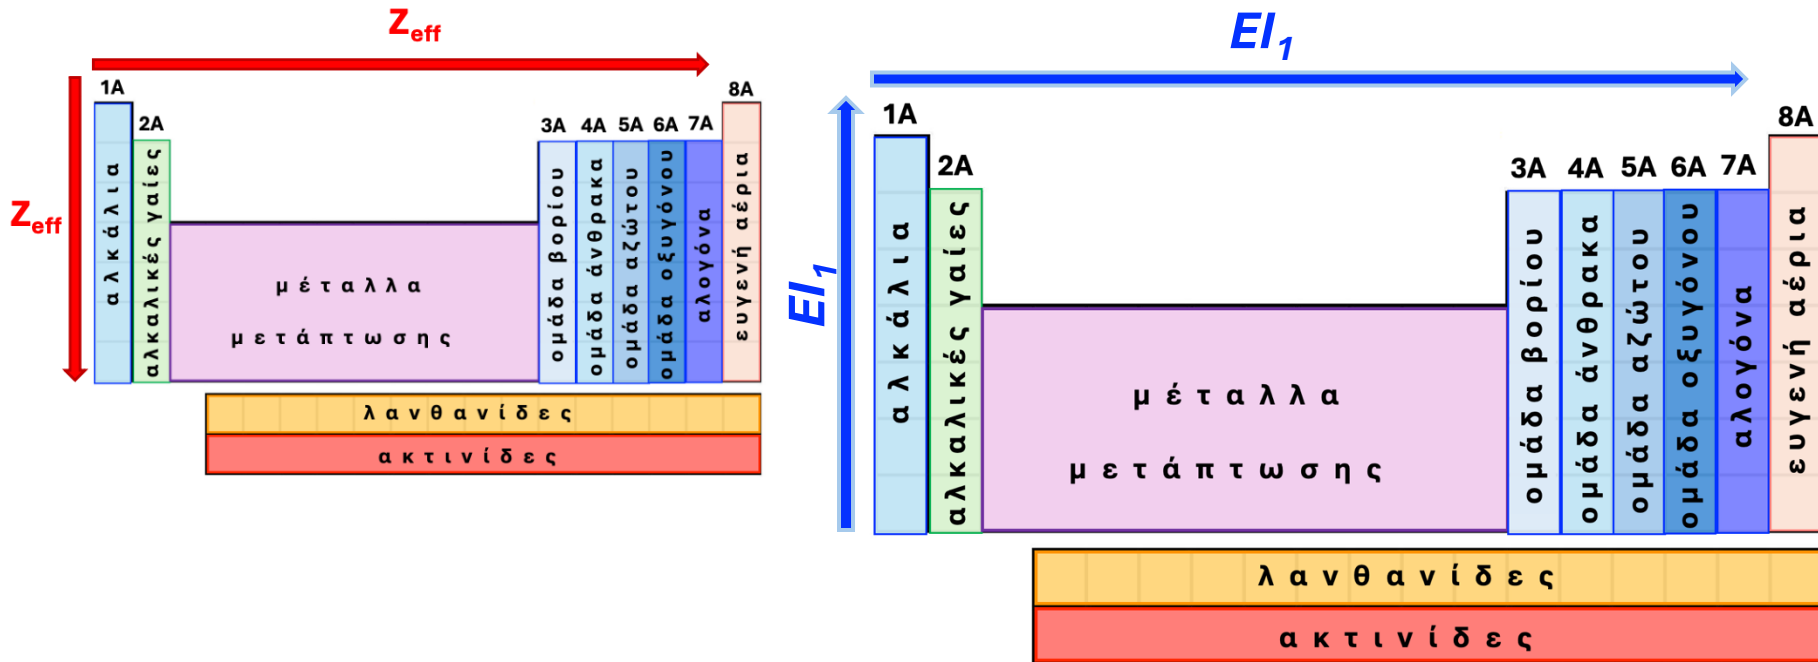 Zeff
Zeff
1A
2A
3A
4A
5A
6A
7A
8A
αλκάλια
αλκαλικές γαίες
μέταλλα
μετάπτωσης
ομάδα βορίου
ομάδα άνθρακα
ομάδα αζώτου
ομάδα οξυγόνου
αλογόνα
ευγενή αέρια
λανθανίδες
ακτινίδες
EI1
EI1
1A
2A
3A
4A
5A
6A
7A
8A
αλκάλια
αλκαλικές γαίες
μέταλλα
μετάπτωσης
ομάδα βορίου
ομάδα άνθρακα
ομάδα αζώτου
ομάδα οξυγόνου
αλογόνα
ευγενή αέρια
λανθανίδες
ακτινίδες